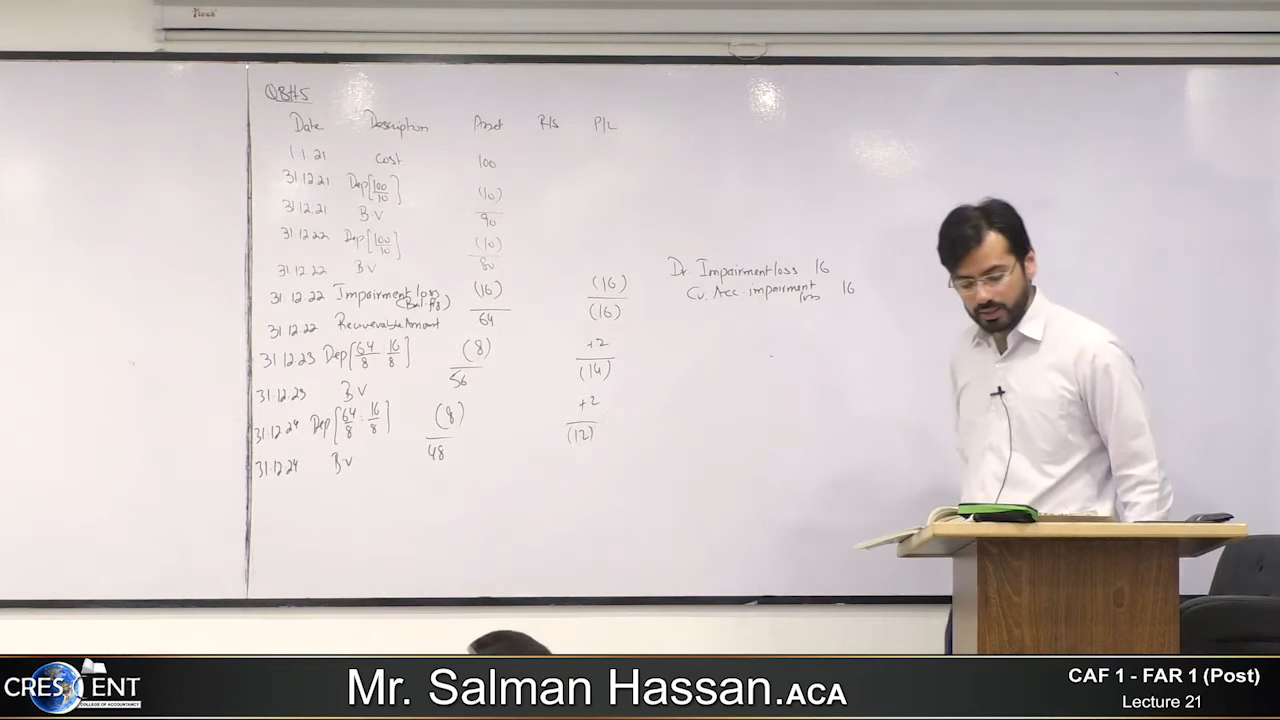 QBH5
Date Description Asset R/S P/L
1.1.21 Cost 100
31.12.21 Dep[100/10] (10)
31.12.21 B.V 90
31.12.22 Dep[100/10] (10)
31.12.22 B.V 80
31.12.22 Impairment loss (16) (16)
(Bal. fig)
31.12.22 Recoverable Amount 64 (16)
31.12.23 Dep[64/8 : 16/8] (8) +2
31.12.23 B.V 56 (14)
31.12.24 Dep[64/8 : 16/8] (8) +2
31.12.24 B.V 48 (12)
Dr. Impairment loss 16
Cr. Acc. impairment loss 16
CRESCENT
COLLEGE OF ACCOUNTANCY
Mr. Salman Hassan.ACA
CAF 1 - FAR 1 (Post)
Lecture 21